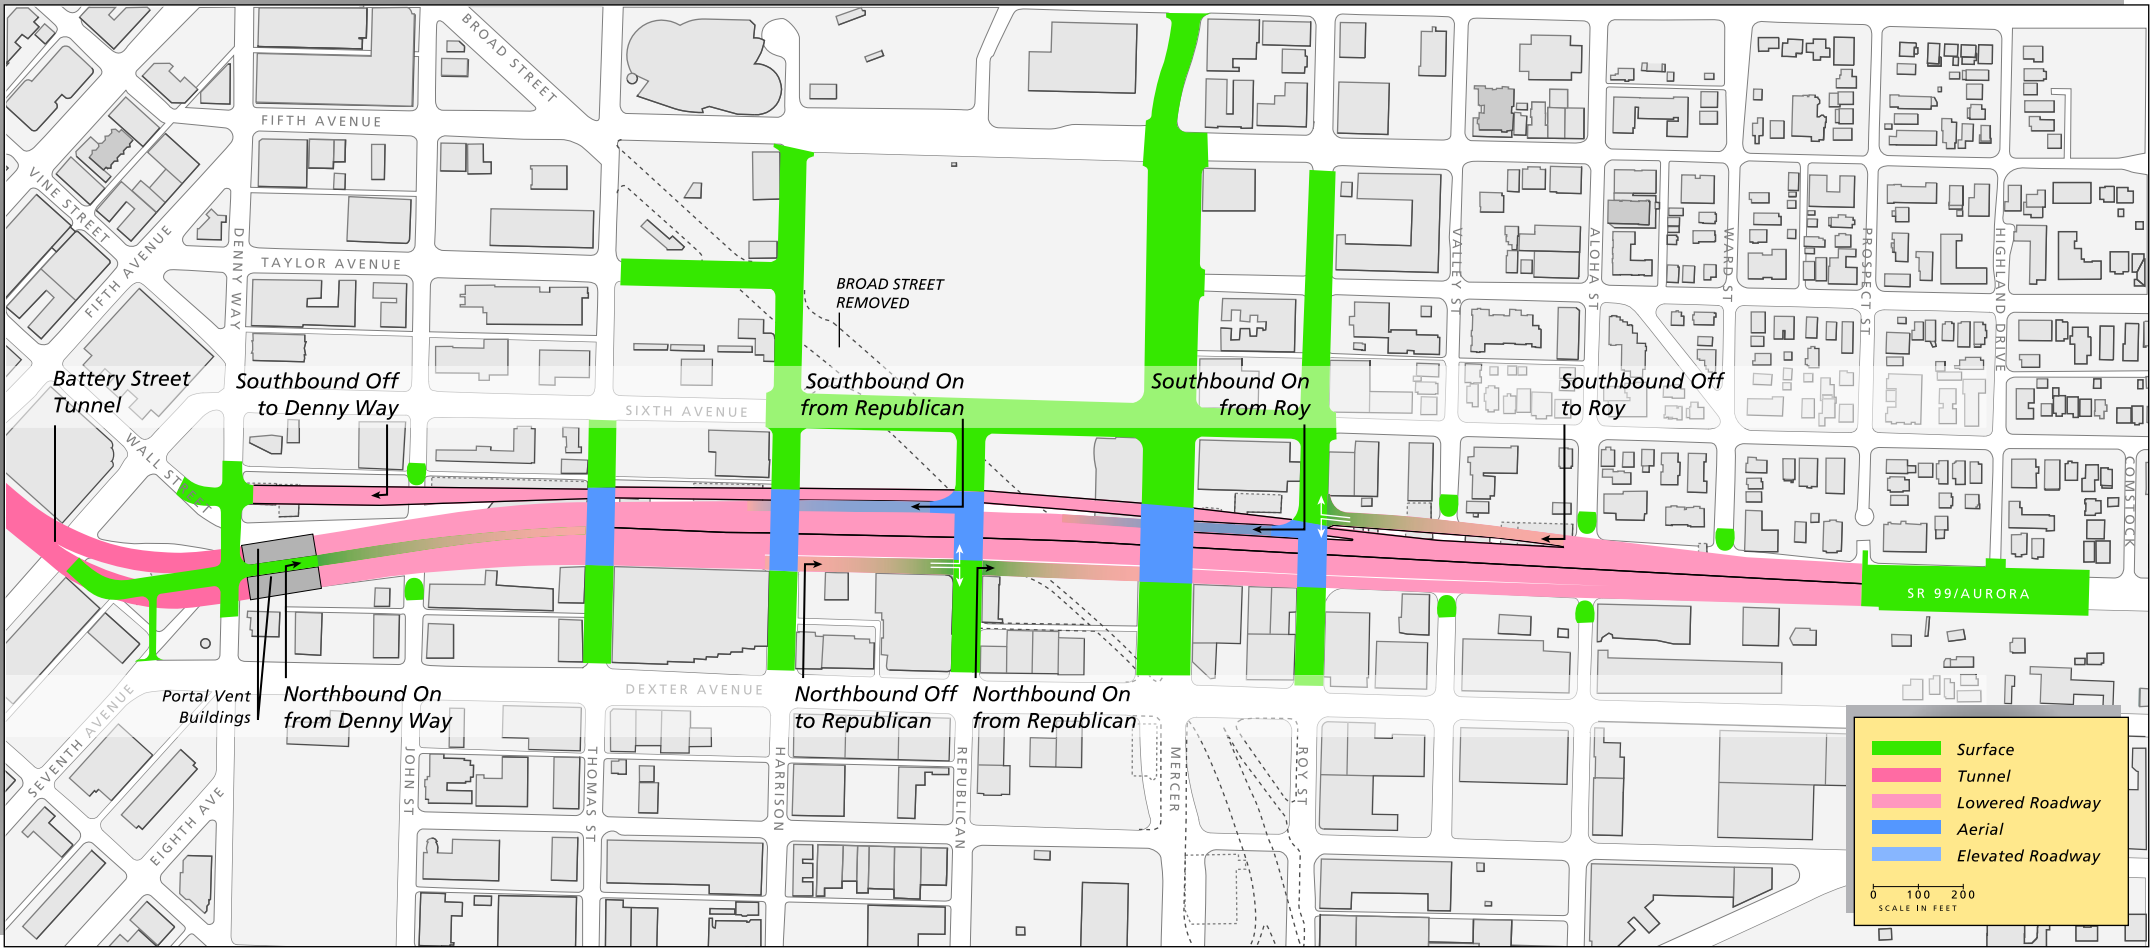 BROAD STREET
FIFTH AVENUE
VINE STREET
FIFTH AVENUE
DENNY WAY
TAYLOR AVENUE
BROAD STREET
REMOVED
VALLEY ST
ALOHA ST
WARD ST
PROSPECT ST
HIGHLAND DRIVE
Battery Street
Tunnel
Southbound Off
to Denny Way
SIXTH AVENUE
Southbound On
from Republican
Southbound On
from Roy
Southbound Off
to Roy
WALL STREET
COMSTOCK
SR 99/AURORA
Portal Vent
Buildings
Northbound On
from Denny Way
DEXTER AVENUE
Northbound Off
to Republican
Northbound On
from Republican
SEVENTH AVENUE
EIGHTH AVE
JOHN ST
THOMAS ST
HARRISON
REPUBLICAN
MERCER
ROY ST
Surface
Tunnel
Lowered Roadway
Aerial
Elevated Roadway
0 100 200
SCALE IN FEET